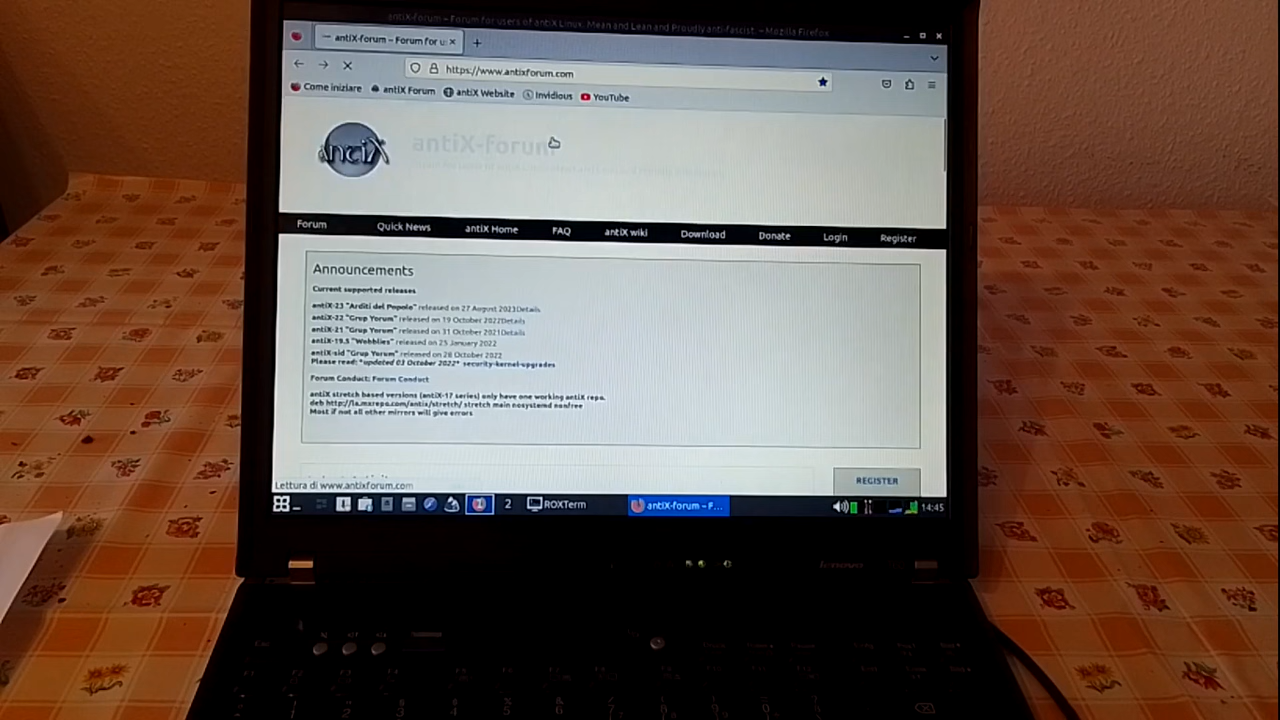 antiX-forum – Forum for users of antiX Linux. Mean and Lean and Proudly anti-fascist. – Mozilla Firefox
antiX-forum – Forum for u
https://www.antixforum.com
Come iniziare antiX Forum antiX Website Invidious YouTube
antiX
antiX-forum
Forum Quick News antiX Home FAQ antiX wiki Download Donate Login Register
Announcements
Current supported releases
antiX-23 "Arditi del Popolo" released on 27 August 2023Details
antiX-22 "Grup Yorum" released on 19 October 2022Details
antiX-21 "Grup Yorum" released on 31 October 2021Details
antiX-19.5 "Wobblies" released on 25 January 2022
antiX-sid "Grup Yorum" released on 28 October 2022
Please read: *updated 03 October 2022* security-kernel-upgrades
Forum Conduct: Forum Conduct
antiX stretch based versions (antiX-17 series) only have one working antiX repo.
deb http://la.mxrepo.com/antix/stretch/ stretch main nosystemd nonfree
Most if not all other mirrors will give errors
REGISTER
Lettura di www.antixforum.com
2 ROXTerm antiX-forum – F... 14:45
lenovo